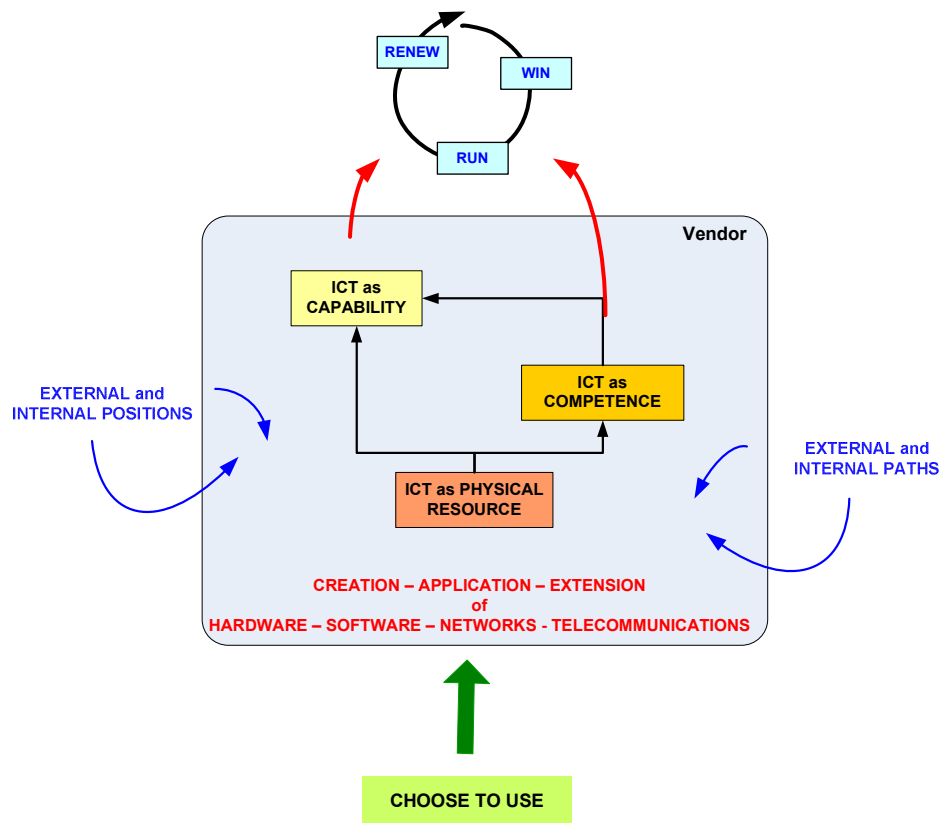 RENEW
WIN
RUN
Vendor
ICT as
CAPABILITY
ICT as
COMPETENCE
EXTERNAL and
INTERNAL POSITIONS
EXTERNAL and
INTERNAL PATHS
ICT as PHYSICAL
RESOURCE
CREATION – APPLICATION – EXTENSION
of
HARDWARE – SOFTWARE – NETWORKS - TELECOMMUNICATIONS
CHOOSE TO USE